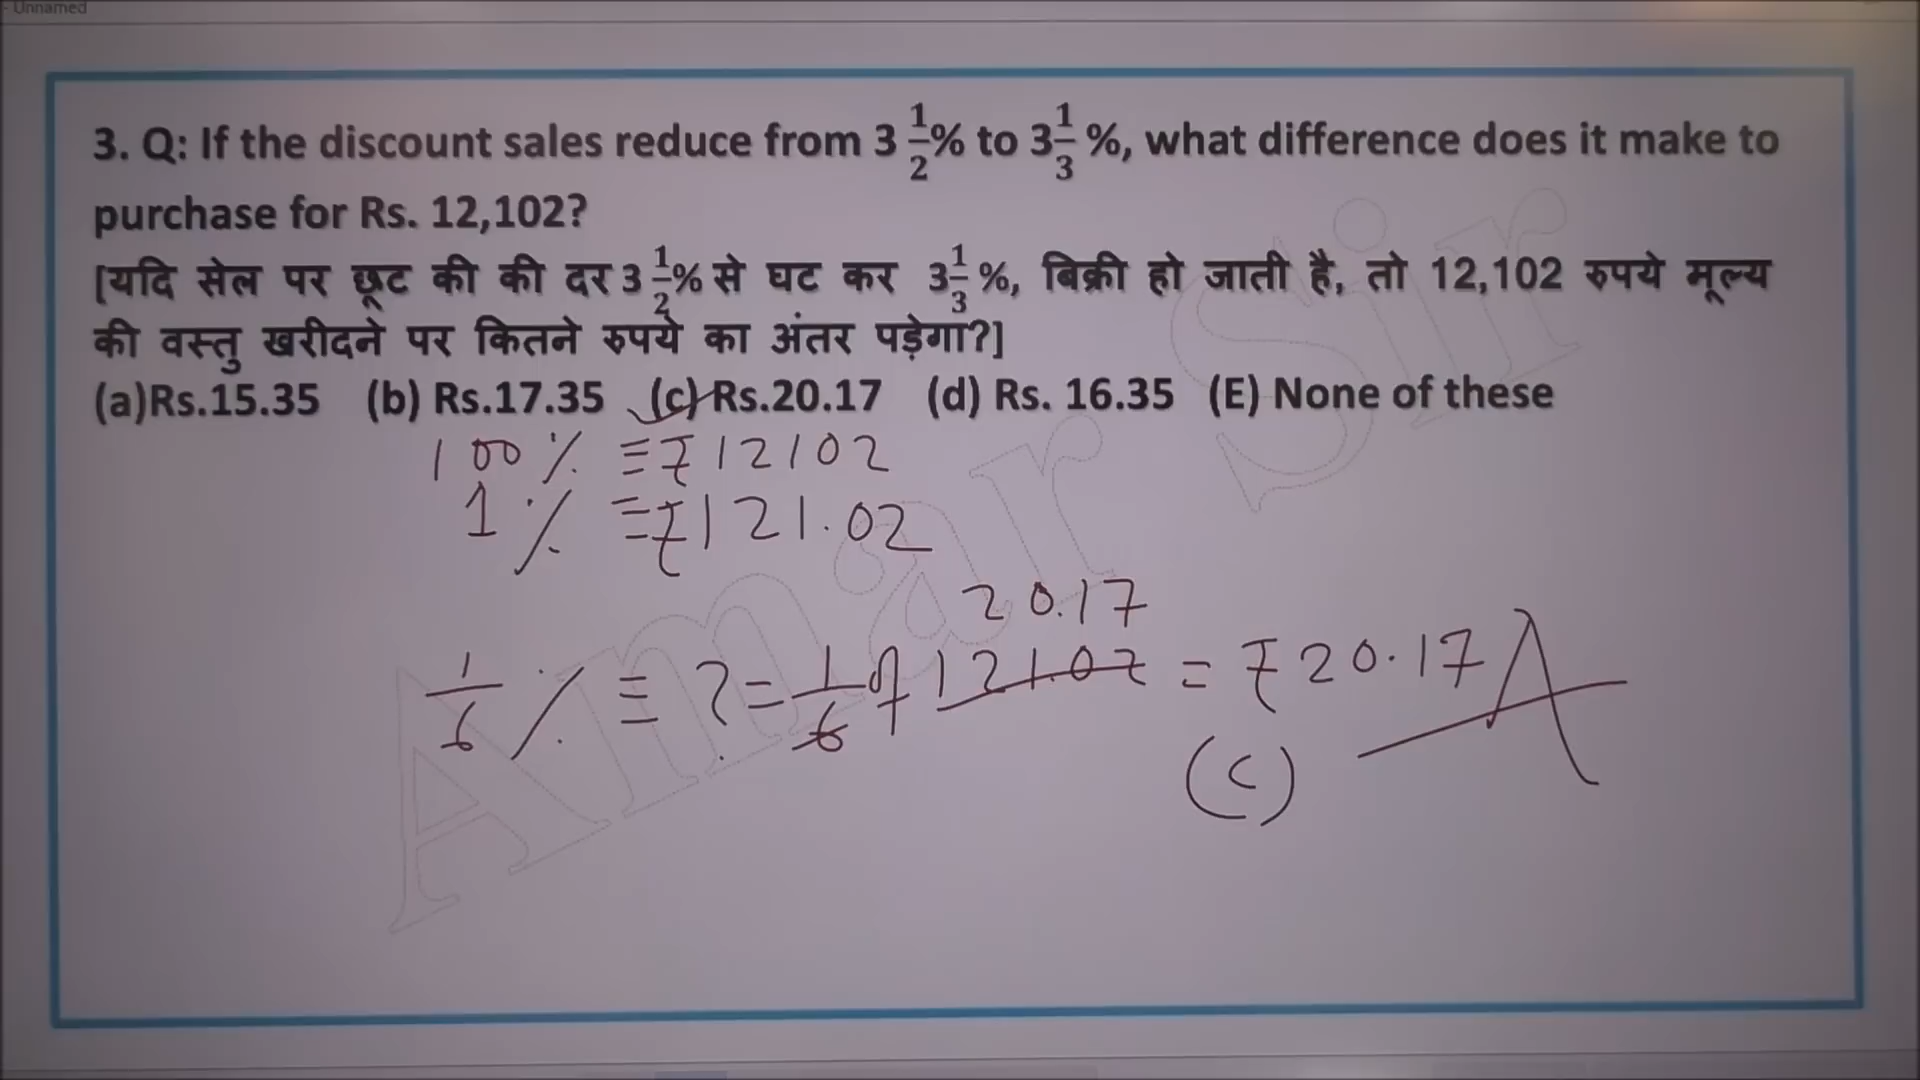 - Unnamed
3. Q: If the discount sales reduce from 3 1/2% to 3 1/3 %, what difference does it make to
purchase for Rs. 12,102?
[यदि सेल पर छूट की की दर 3 1/2% से घट कर 3 1/3 %, बिक्री हो जाती है, तो 12,102 रुपये मूल्य
की वस्तु खरीदने पर कितने रुपये का अंतर पड़ेगा?]
(a)Rs.15.35 (b) Rs.17.35 (c) Rs.20.17 (d) Rs. 16.35 (E) None of these
100% ≡ ₹12102
1% ≡ ₹121.02
20.17
1/6 % ≡ ? = 1/6 of 121.02 = ₹20.17 A
(c)
Amar Sir